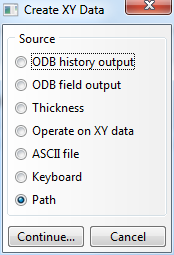 Create XY Data
Source
ODB history output
ODB field output
Thickness
Operate on XY data
ASCII file
Keyboard
Path
Continue... Cancel